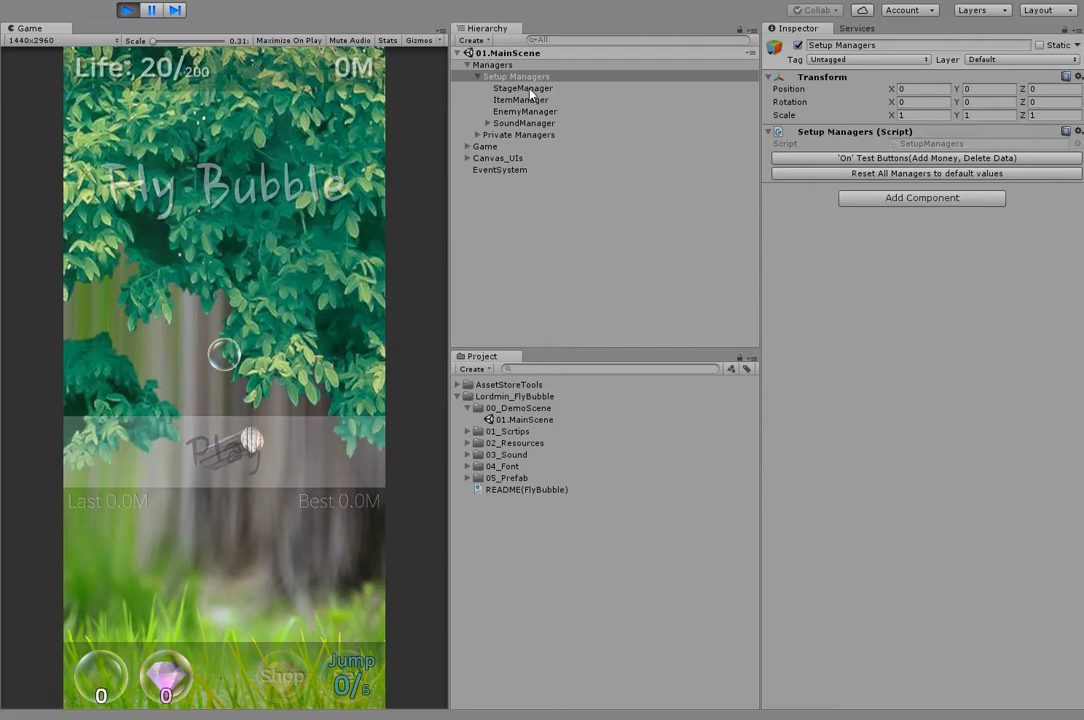 Collab
Account
Layers
Layout
Game
1440x2960
Scale
0.31:
Maximize On Play
Mute Audio
Stats
Gizmos
Life: 20/200
0M
Fly Bubble
Play
Last 0.0M
Best 0.0M
0
0
Shop
Jump
0/5
Hierarchy
Create
All
01.MainScene
Managers
Setup Managers
StageManager
ItemManager
EnemyManager
SoundManager
Private Managers
Game
Canvas_UIs
EventSystem
Project
Create
AssetStoreTools
Lordmin_FlyBubble
00_DemoScene
01.MainScene
01_Scrtips
02_Resources
03_Sound
04_Font
05_Prefab
README(FlyBubble)
Inspector
Services
Setup Managers
Static
Tag Untagged
Layer Default
Transform
Position X 0 Y 0 Z 0
Rotation X 0 Y 0 Z 0
Scale X 1 Y 1 Z 1
Setup Managers (Script)
Script SetupManagers
'On' Test Buttons(Add Money, Delete Data)
Reset All Managers to default values
Add Component